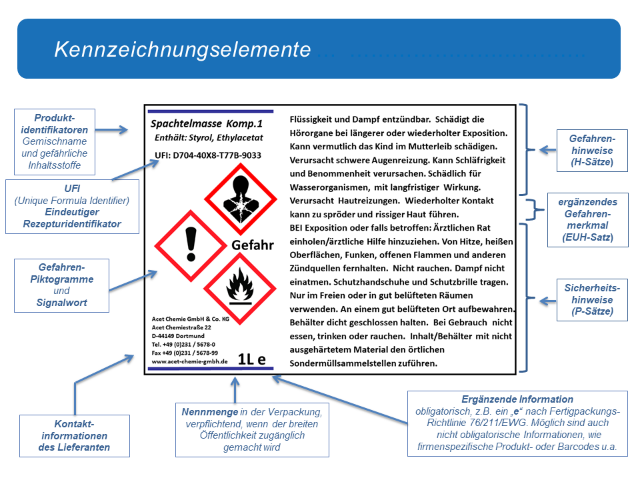 Kennzeichnungselemente
Produkt-
identifikatoren
Gemischname
und gefährliche
Inhaltsstoffe
UFI
(Unique Formula Identifier)
Eindeutiger
Rezepturidentifikator
Gefahren-
Piktogramme
und
Signalwort
Kontakt-
informationen
des Lieferanten
Spachtelmasse Komp.1
Enthält: Styrol, Ethylacetat
UFI: D704-40X8-T77B-9033
Gefahr
Acet Chemie GmbH & Co. KG
Acet Chemiestraße 22
D-44149 Dortmund
Tel. +49 (0)231 / 5678-0
Fax +49 (0)231 / 5678-99
www.acet-chemie-gmbh.de
1L e
Flüssigkeit und Dampf entzündbar. Schädigt die
Hörorgane bei längerer oder wiederholter Exposition.
Kann vermutlich das Kind im Mutterleib schädigen.
Verursacht schwere Augenreizung. Kann Schläfrigkeit
und Benommenheit verursachen. Schädlich für
Wasserorganismen, mit langfristiger Wirkung.
Verursacht Hautreizungen. Wiederholter Kontakt
kann zu spröder und rissiger Haut führen.
BEI Exposition oder falls betroffen: Ärztlichen Rat
einholen/ärztliche Hilfe hinzuziehen. Von Hitze, heißen
Oberflächen, Funken, offenen Flammen und anderen
Zündquellen fernhalten. Nicht rauchen. Dampf nicht
einatmen. Schutzhandschuhe und Schutzbrille tragen.
Nur im Freien oder in gut belüfteten Räumen
verwenden. An einem gut belüfteten Ort aufbewahren.
Behälter dicht geschlossen halten. Bei Gebrauch nicht
essen, trinken oder rauchen. Inhalt/Behälter mit nicht
ausgehärtetem Material den örtlichen
Sondermüllsammelstellen zuführen.
Gefahren-
hinweise
(H-Sätze)
ergänzendes
Gefahren-
merkmal
(EUH-Satz)
Sicherheits-
hinweise
(P-Sätze)
Nennmenge in der Verpackung,
verpflichtend, wenn der breiten
Öffentlichkeit zugänglich
gemacht wird
Ergänzende Information
obligatorisch, z.B. ein „e“ nach Fertigpackungs-
Richtlinie 76/211/EWG. Möglich sind auch
nicht obligatorische Informationen, wie
firmenspezifische Produkt- oder Barcodes u.a.